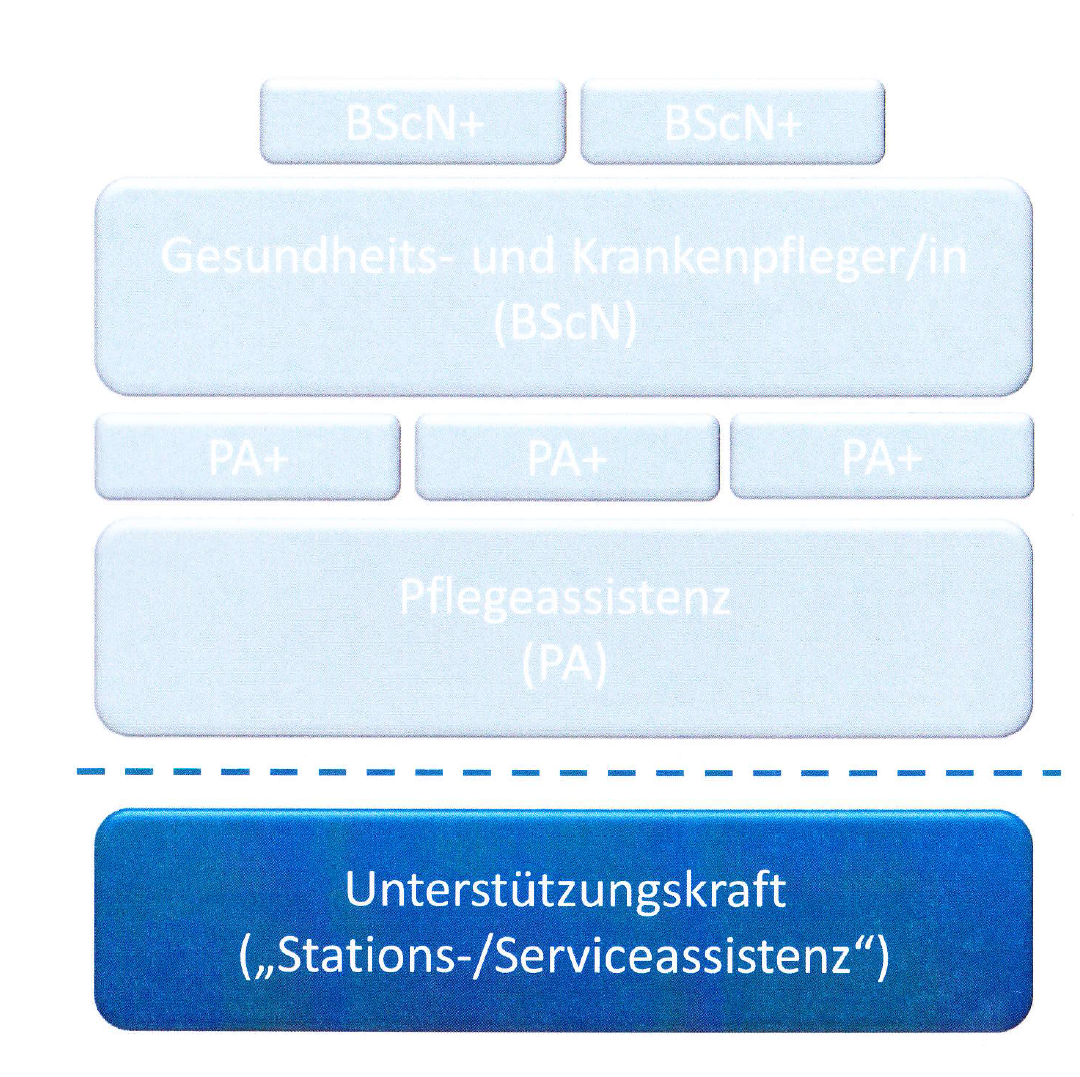 BScN+ BScN+
Gesundheits- und Krankenpfleger/in
(BScN)
PA+ PA+ PA+
Pflegeassistenz
(PA)
Unterstützungskraft
(„Stations-/Serviceassistenz“)